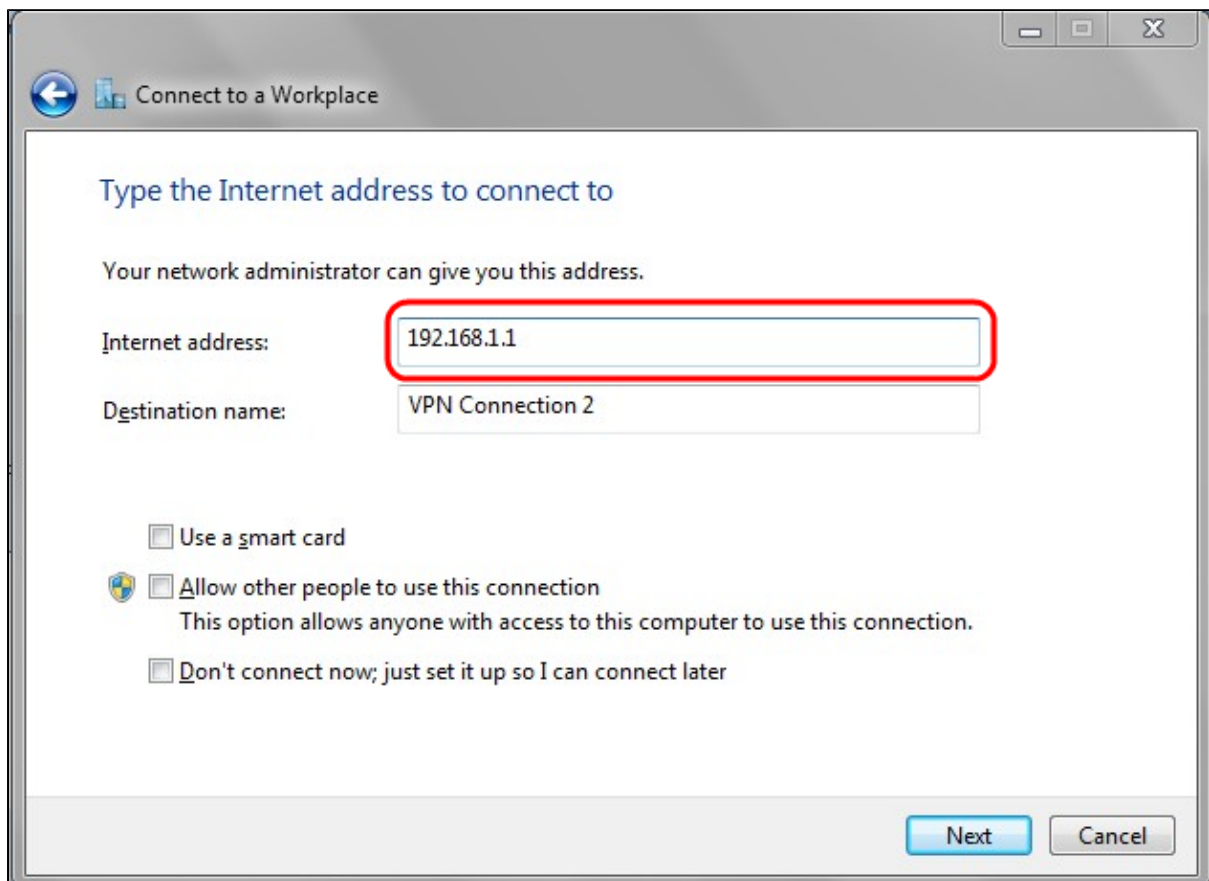 Connect to a Workplace
Type the Internet address to connect to
Your network administrator can give you this address.
Internet address: 192.168.1.1
Destination name: VPN Connection 2
Use a smart card
Allow other people to use this connection
This option allows anyone with access to this computer to use this connection.
Don't connect now; just set it up so I can connect later
Next Cancel